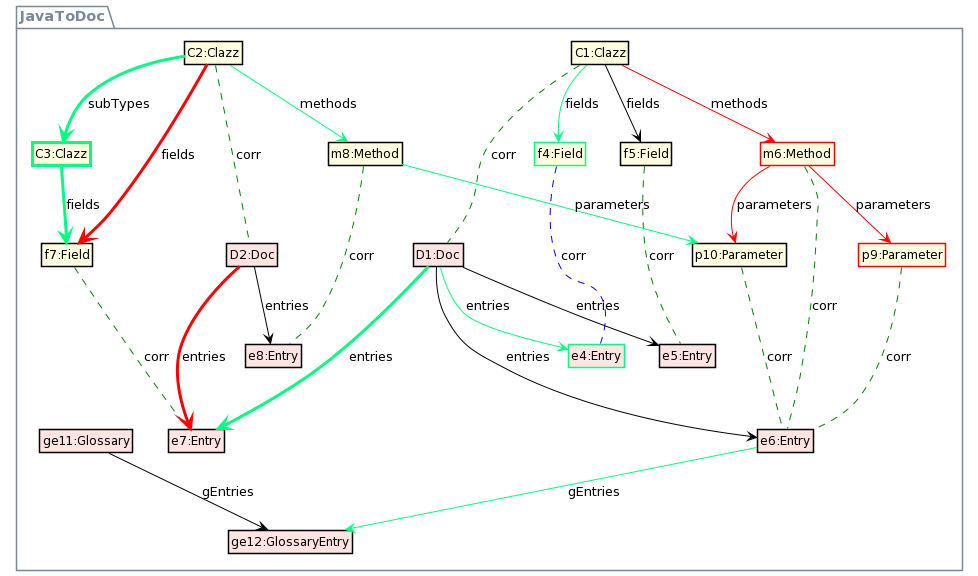 JavaToDoc
C2:Clazz
C1:Clazz
subTypes
methods
fields
fields
methods
C3:Clazz
fields
corr
m8:Method
corr
f4:Field
f5:Field
m6:Method
fields
parameters
parameters
parameters
f7:Field
D2:Doc
corr
D1:Doc
corr
corr
p10:Parameter
p9:Parameter
entries
entries
entries
corr
corr
entries
e8:Entry
entries
entries
e4:Entry
e5:Entry
corr
corr
e7:Entry
ge11:Glossary
e6:Entry
gEntries
gEntries
ge12:GlossaryEntry